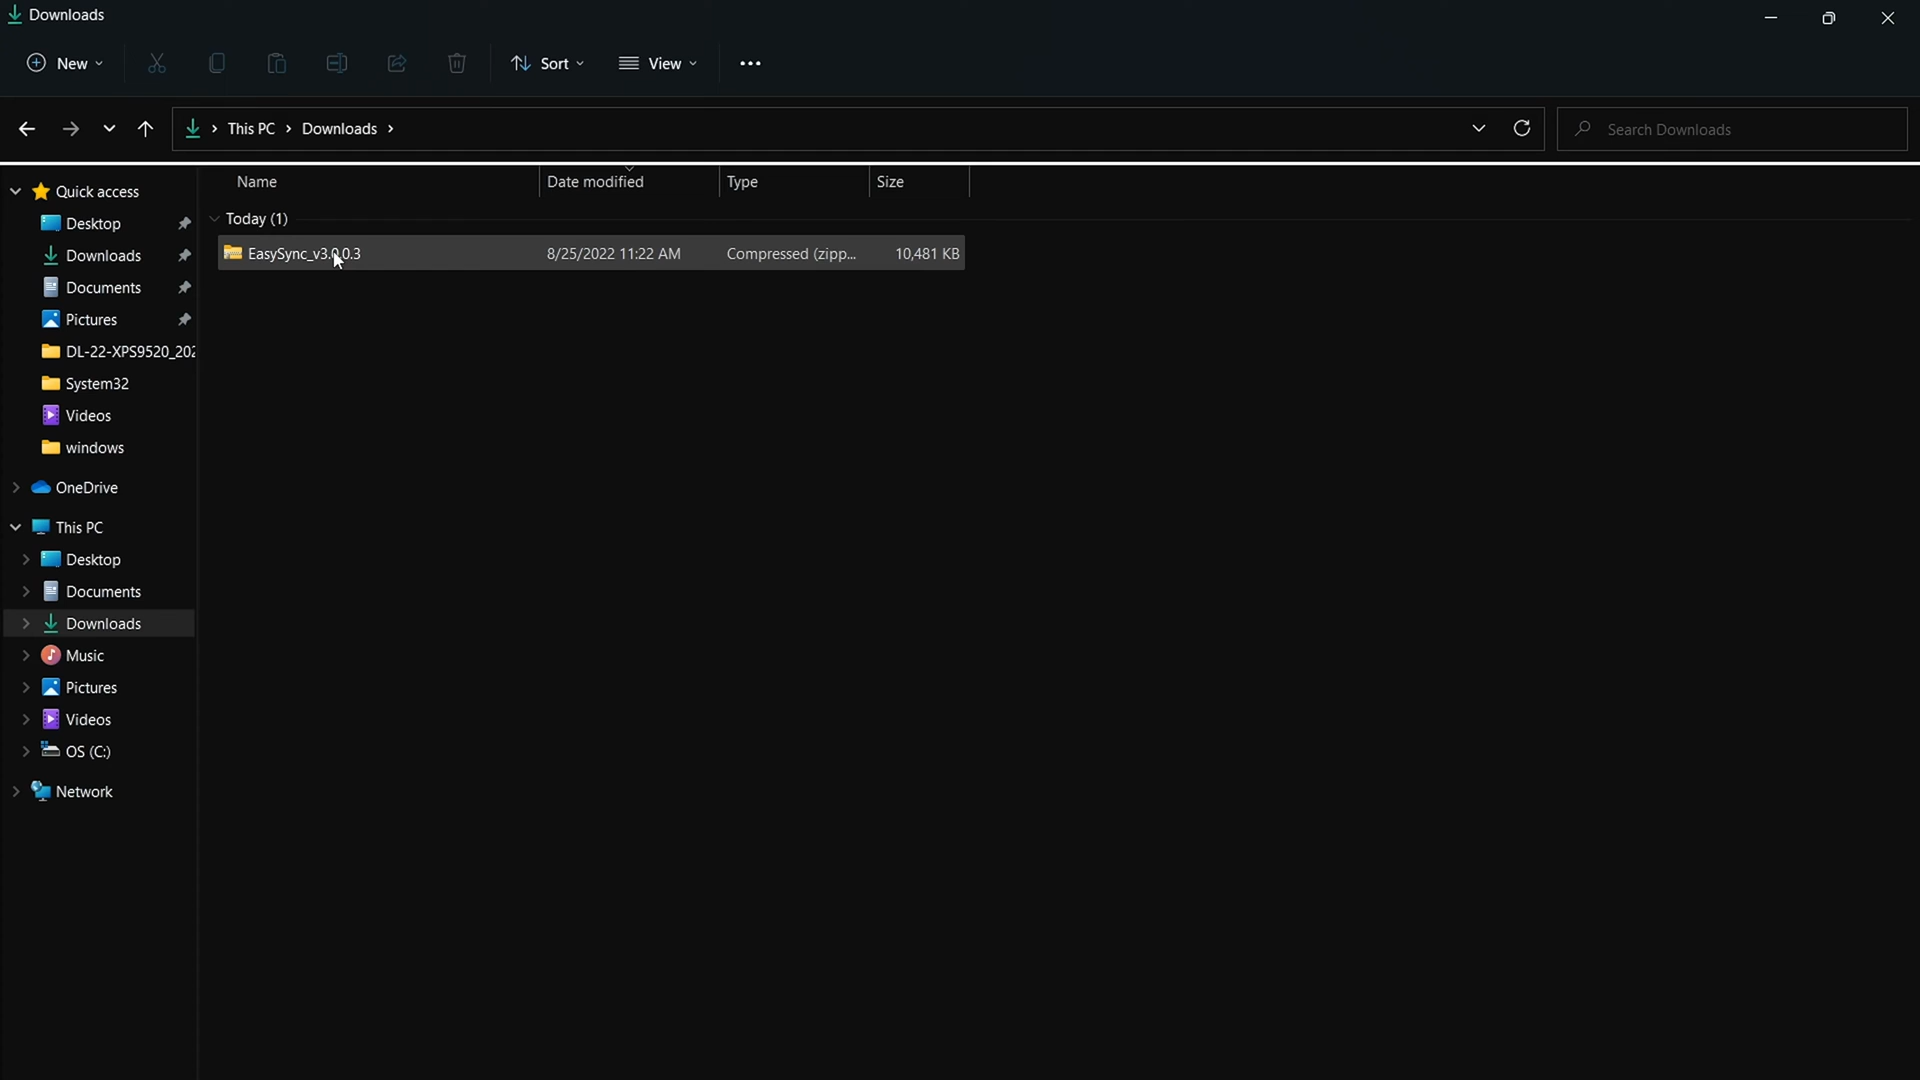 Downloads
New Sort View
This PC Downloads Search Downloads
Name Date modified Type Size
Quick access
Today (1)
Desktop
EasySync_v3.0.0.3 8/25/2022 11:22 AM Compressed (zipp... 10,481 KB
Downloads
Documents
Pictures
DL-22-XPS9520_202
System32
Videos
windows
OneDrive
This PC
Desktop
Documents
Downloads
Music
Pictures
Videos
OS (C:)
Network